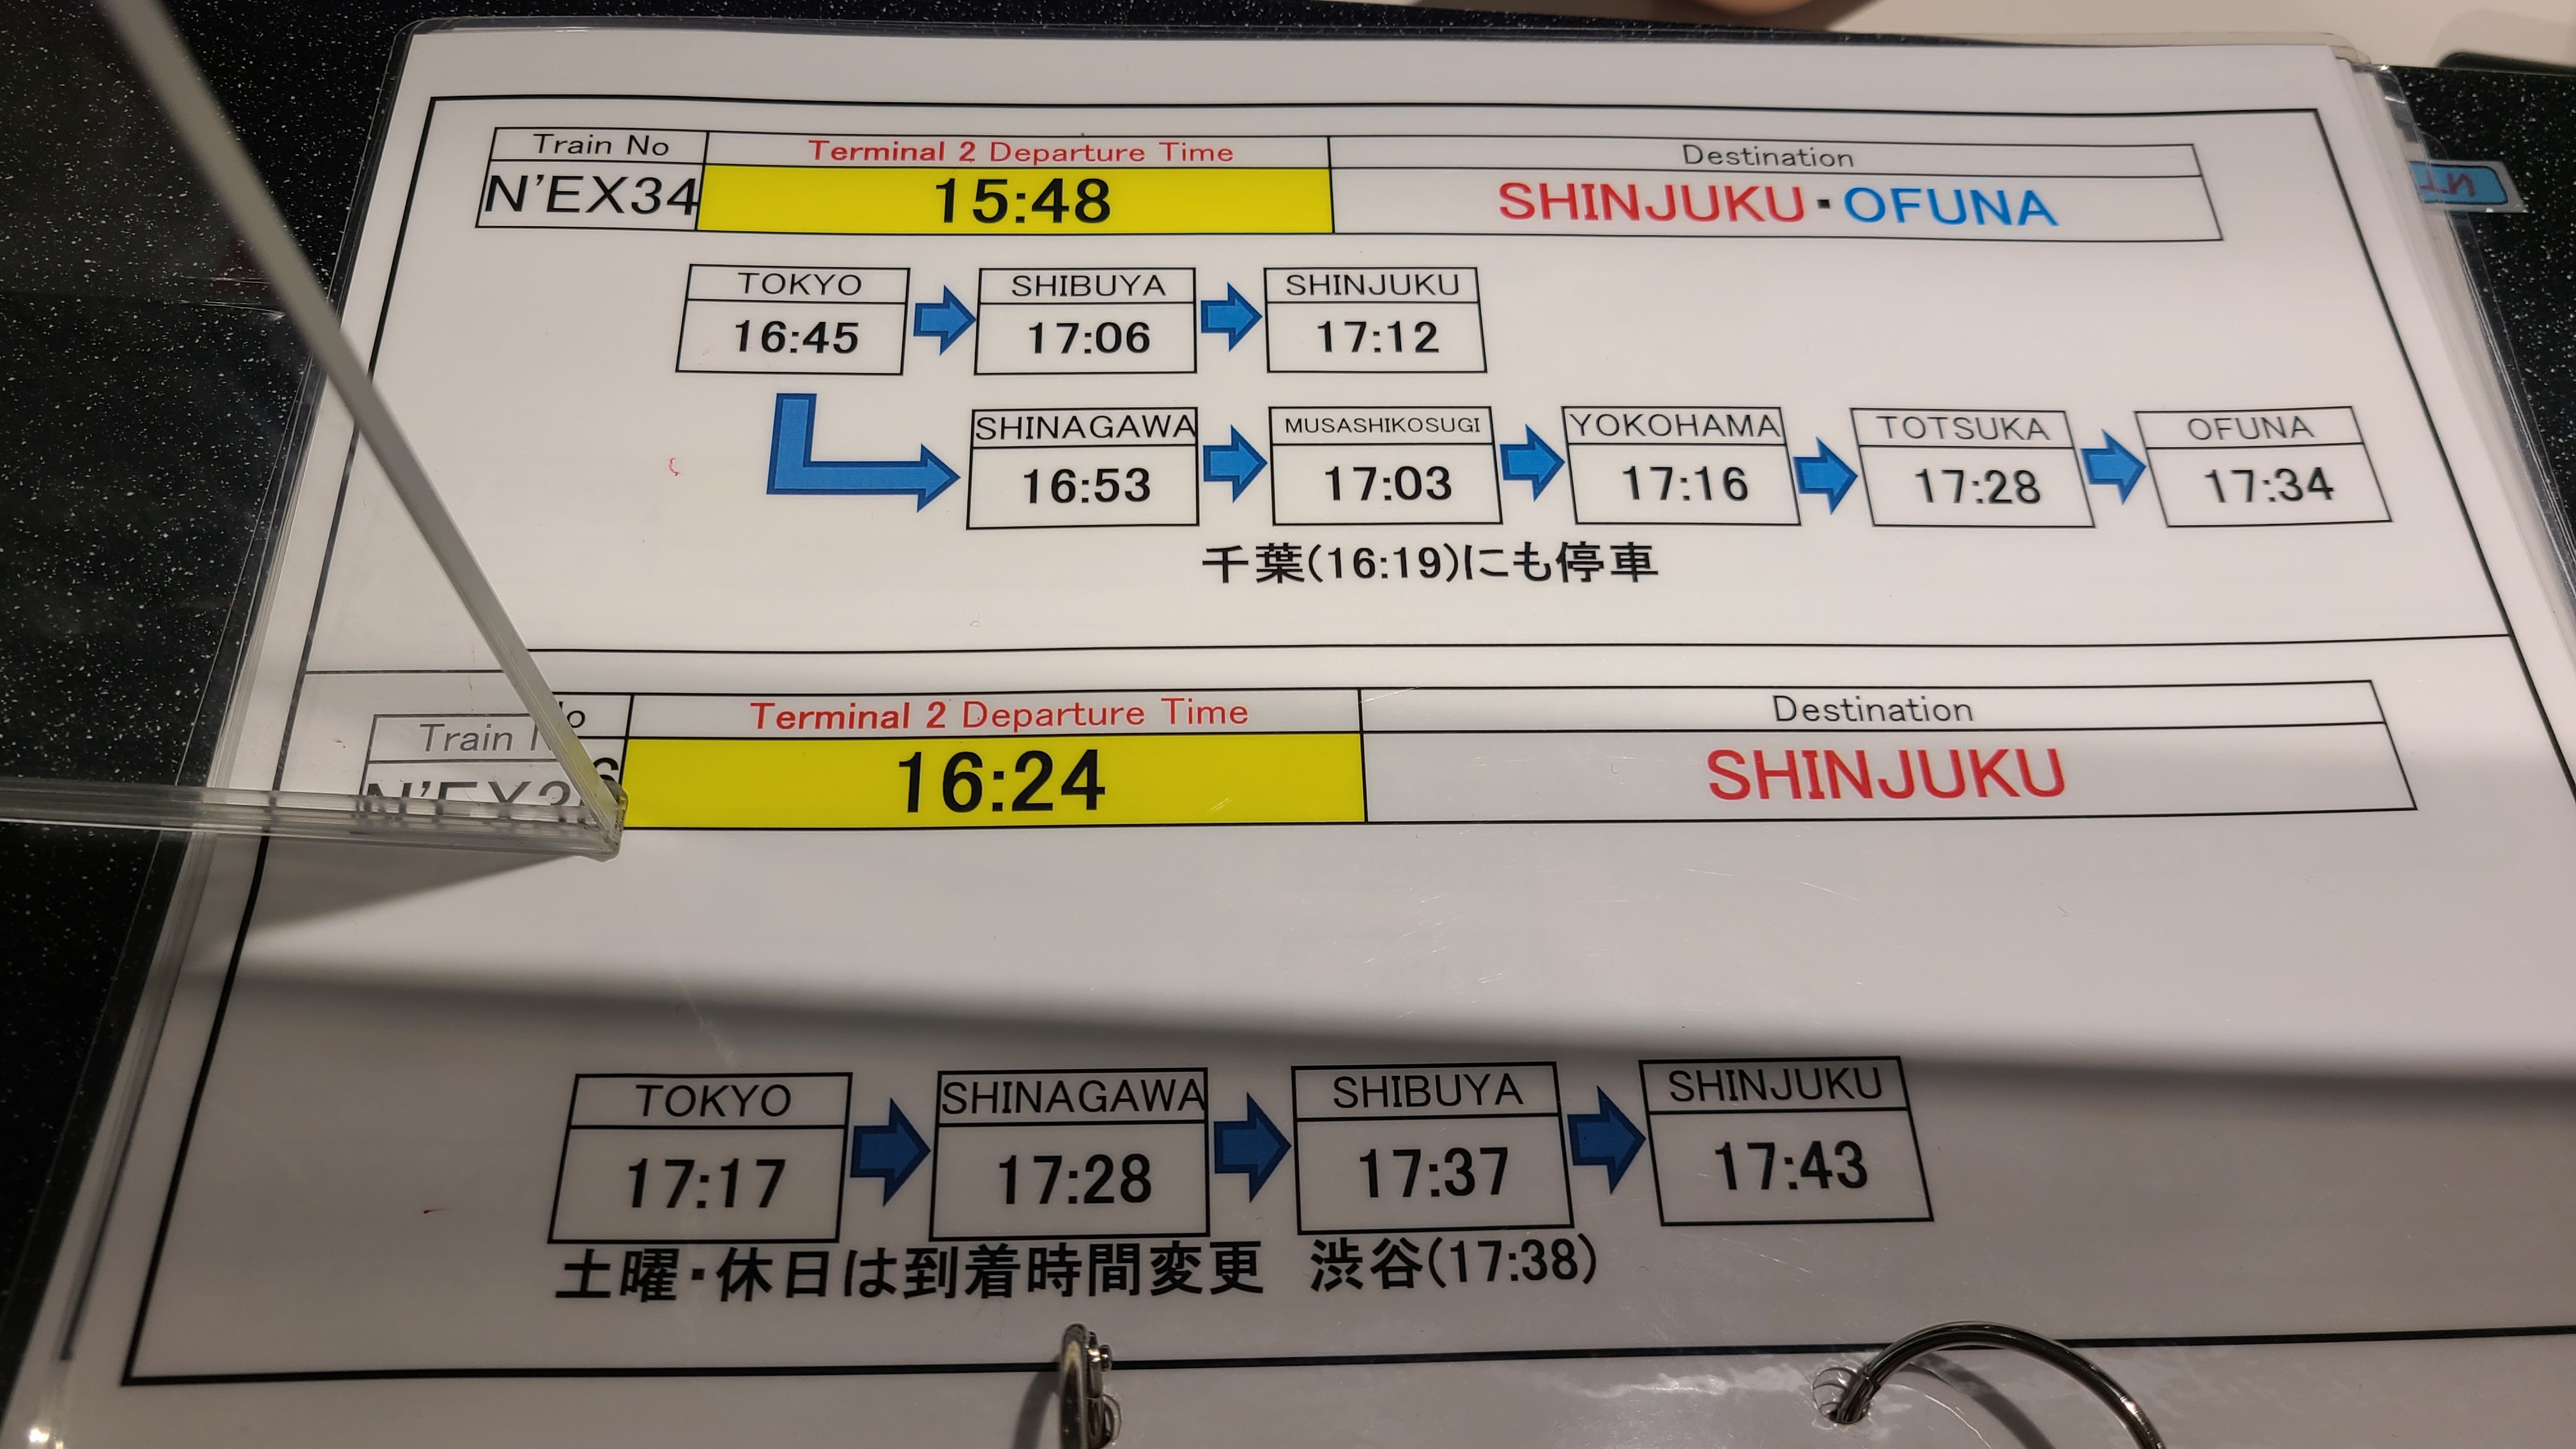 Train No Terminal 2 Departure Time Destination
N'EX34 15:48 SHINJUKU・OFUNA
TOKYO SHIBUYA SHINJUKU
16:45 17:06 17:12
SHINAGAWA MUSASHIKOSUGI YOKOHAMA TOTSUKA OFUNA
16:53 17:03 17:16 17:28 17:34
千葉(16:19)にも停車
Train No Terminal 2 Departure Time Destination
N'EX36 16:24 SHINJUKU
TOKYO SHINAGAWA SHIBUYA SHINJUKU
17:17 17:28 17:37 17:43
土曜・休日は到着時間変更 渋谷(17:38)